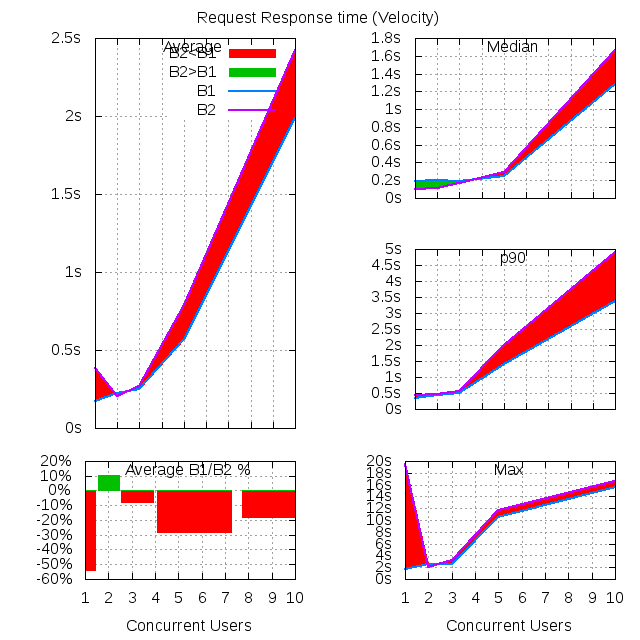 Request Response time (Velocity)
Average
B2<B1
B2>B1
B1
B2
2.5s
2s
1.5s
1s
0.5s
0s
Median
1.8s
1.6s
1.4s
1.2s
1s
0.8s
0.6s
0.4s
0.2s
0s
p90
5s
4.5s
4s
3.5s
3s
2.5s
2s
1.5s
1s
0.5s
0s
Average B1/B2 %
20%
10%
0%
-10%
-20%
-30%
-40%
-50%
-60%
1 2 3 4 5 6 7 8 9 10
Concurrent Users
Max
20s
18s
16s
14s
12s
10s
8s
6s
4s
2s
0s
1 2 3 4 5 6 7 8 9 10
Concurrent Users